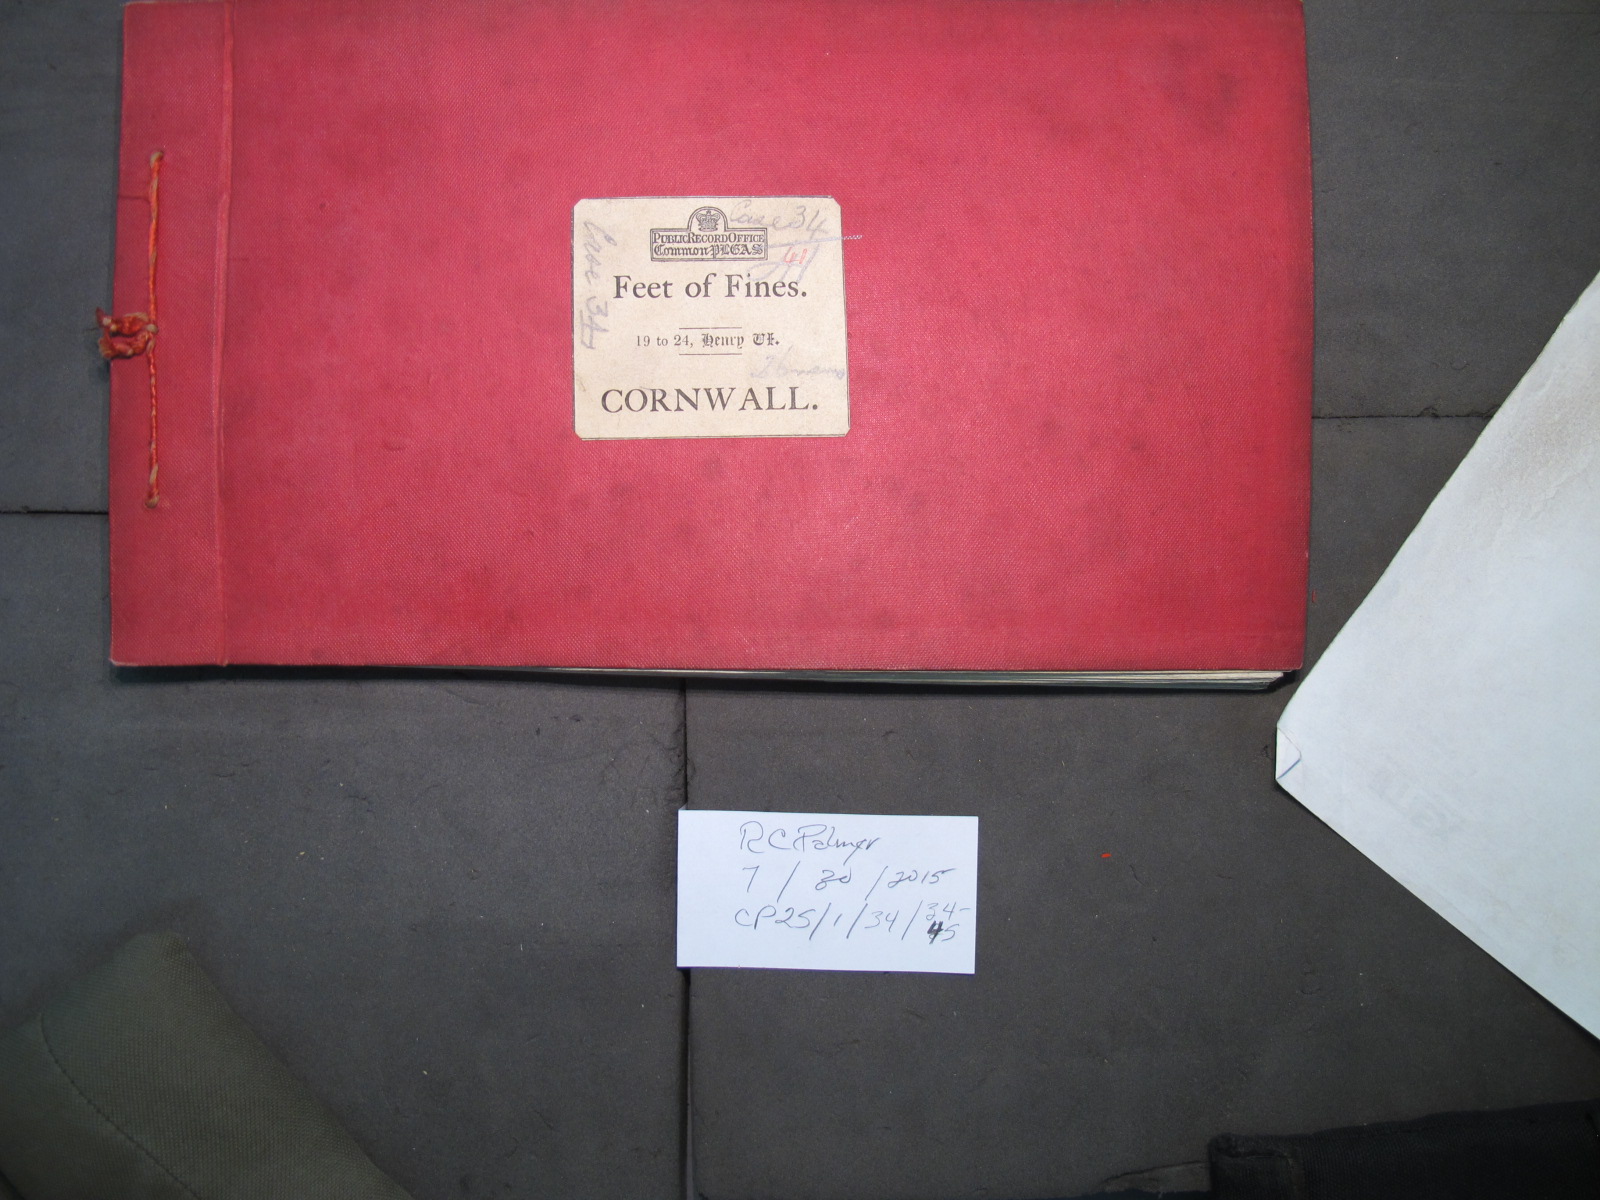 Case 34
PUBLIC RECORD OFFICE
Common PLEAS
41
Feet of Fines.
Case 34
19 to 24, Henry VI.
CORNWALL.
RC Palmer
7 / 30 / 2015
CP25/1/34/34-
45